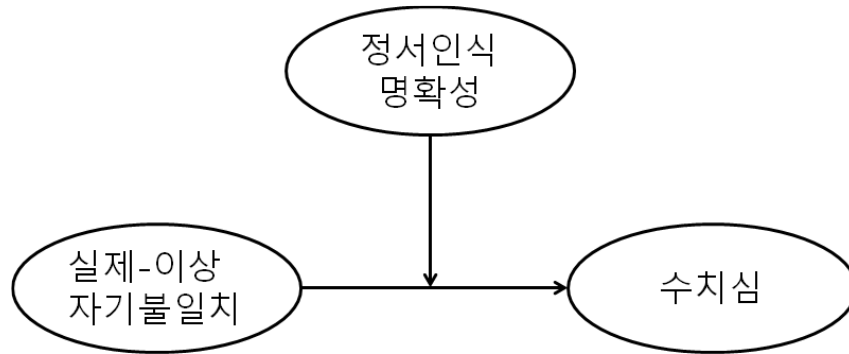 정서인식
명확성
실제-이상
자기불일치
수치심